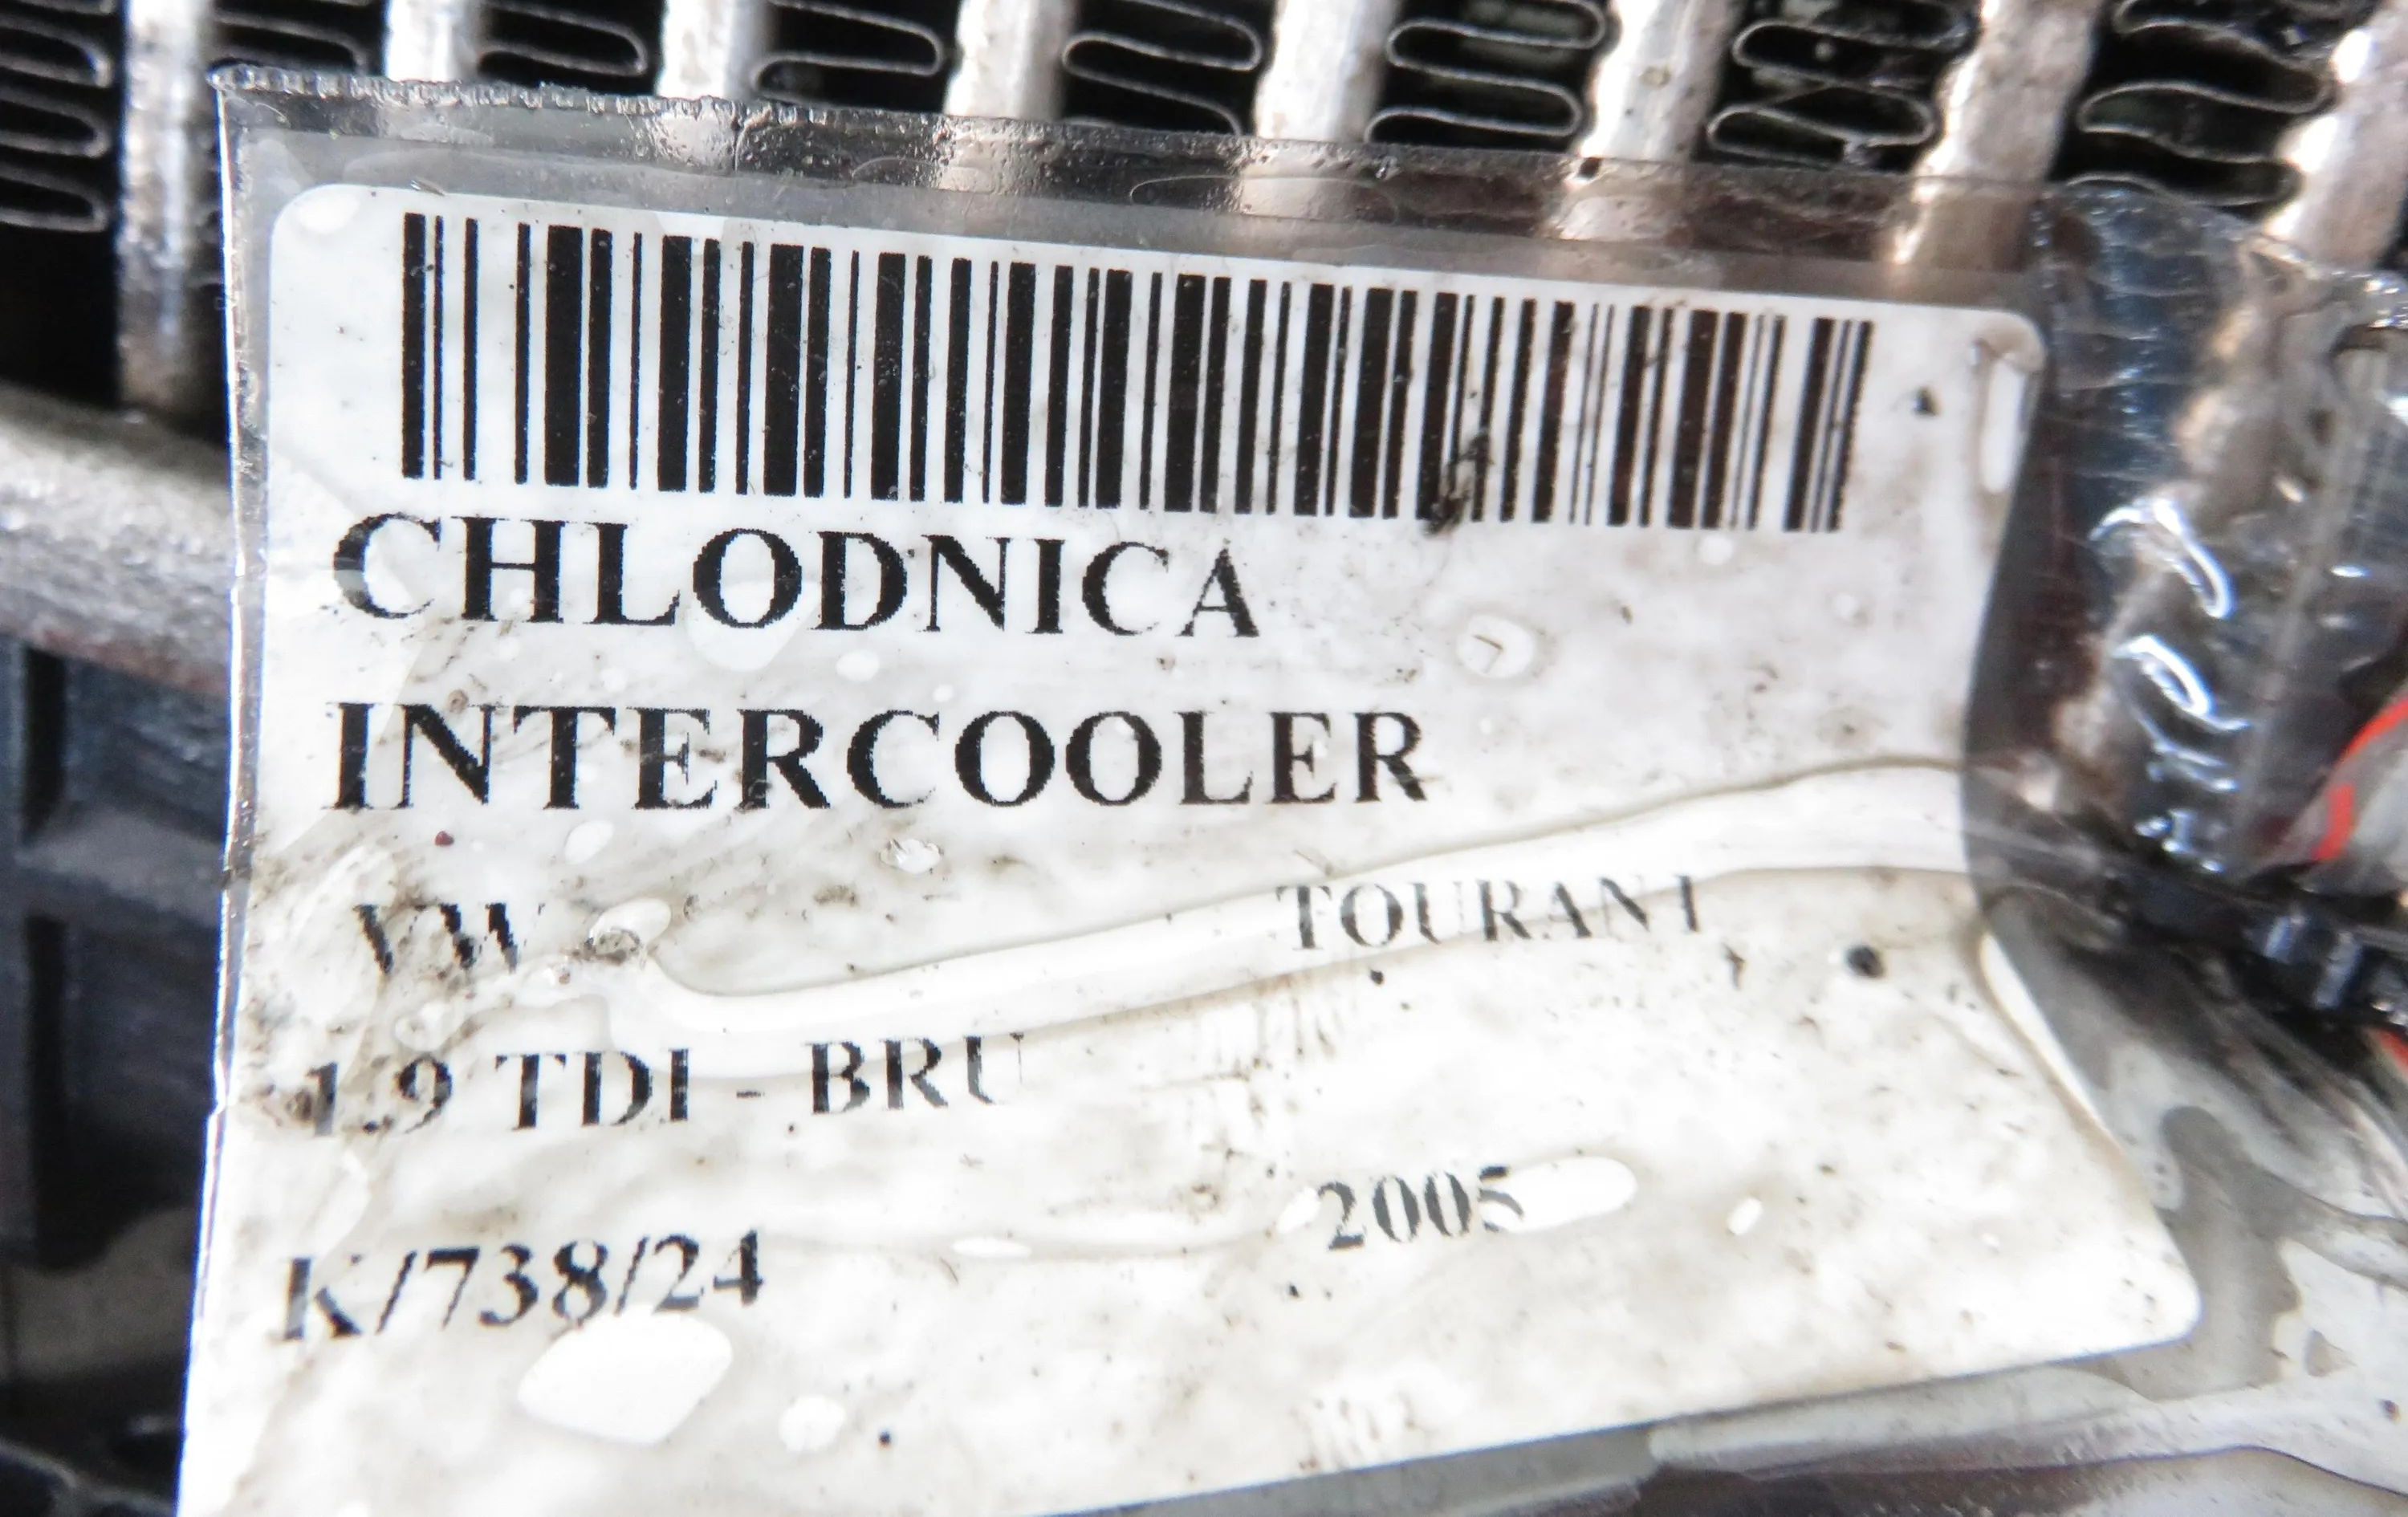 CHLODNICA
INTERCOOLER
VW TOURAN I
1.9 TDI - BRU
2005
K/738/24